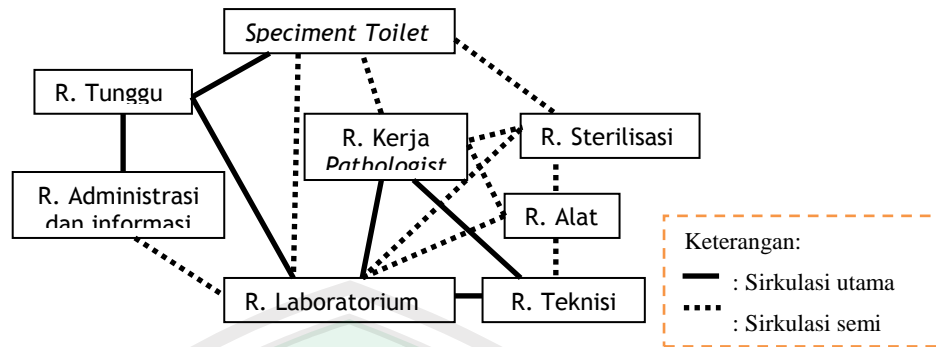 Speciment Toilet
R. Tunggu
R. Kerja
Pathologist
R. Sterilisasi
R. Administrasi
dan informasi
R. Alat
R. Laboratorium
R. Teknisi
Keterangan:
: Sirkulasi utama
: Sirkulasi semi